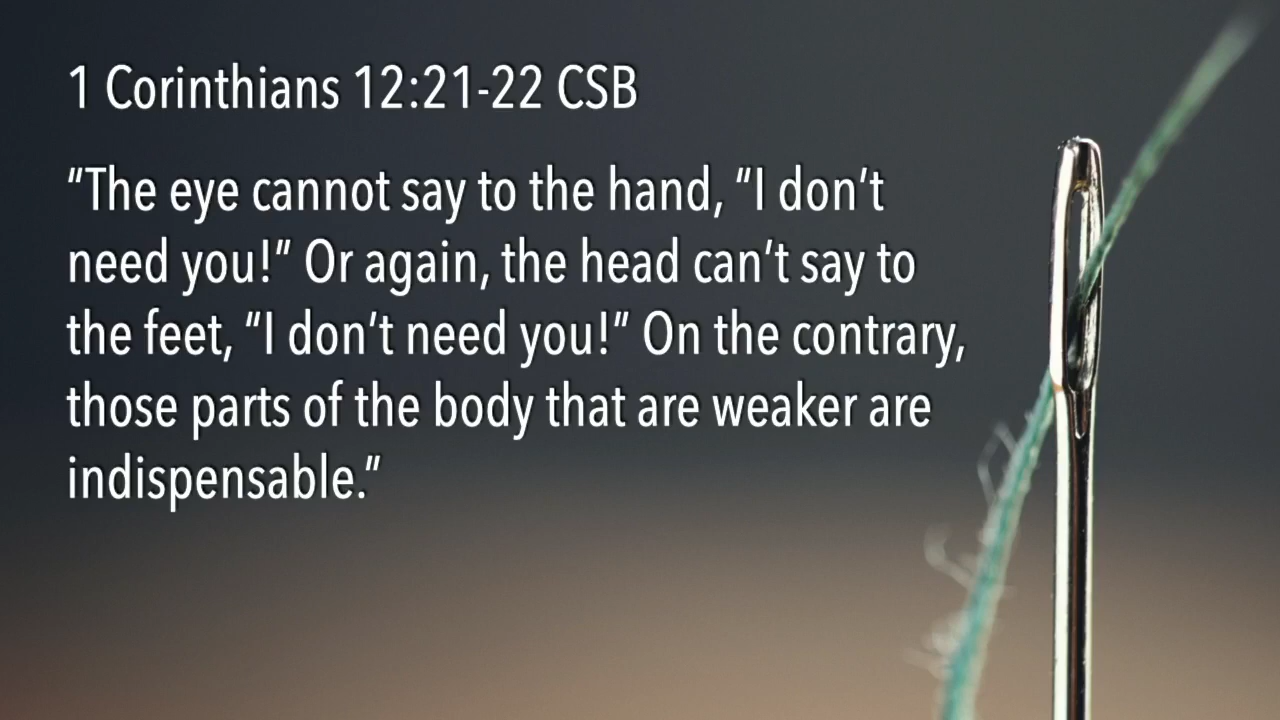 1 Corinthians 12:21-22 CSB
“The eye cannot say to the hand, “I don’t
need you!” Or again, the head can’t say to
the feet, “I don’t need you!” On the contrary,
those parts of the body that are weaker are
indispensable.”